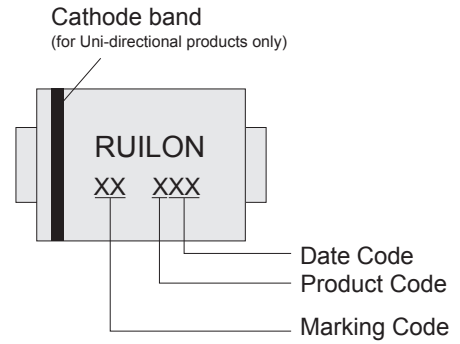 Cathode band
(for Uni-directional products only)
RUILON
XX XXX
Date Code
Product Code
Marking Code